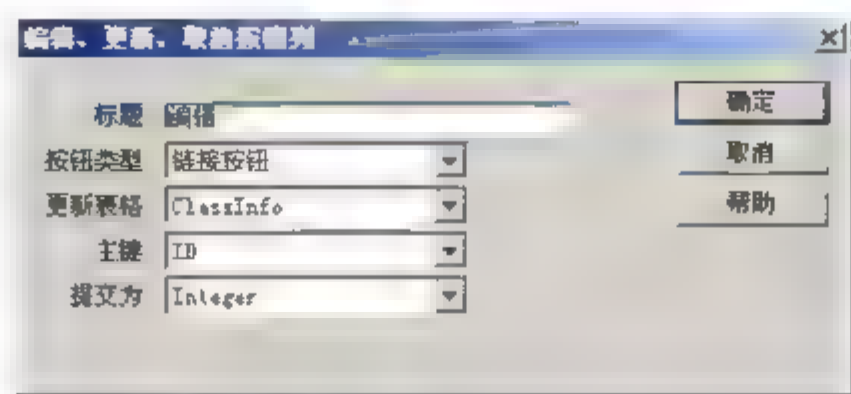 编辑、更新、取消按钮列
标题 编辑
按钮类型 链接按钮
更新表格 ClassInfo
主键 ID
提交为 Integer
确定
取消
帮助